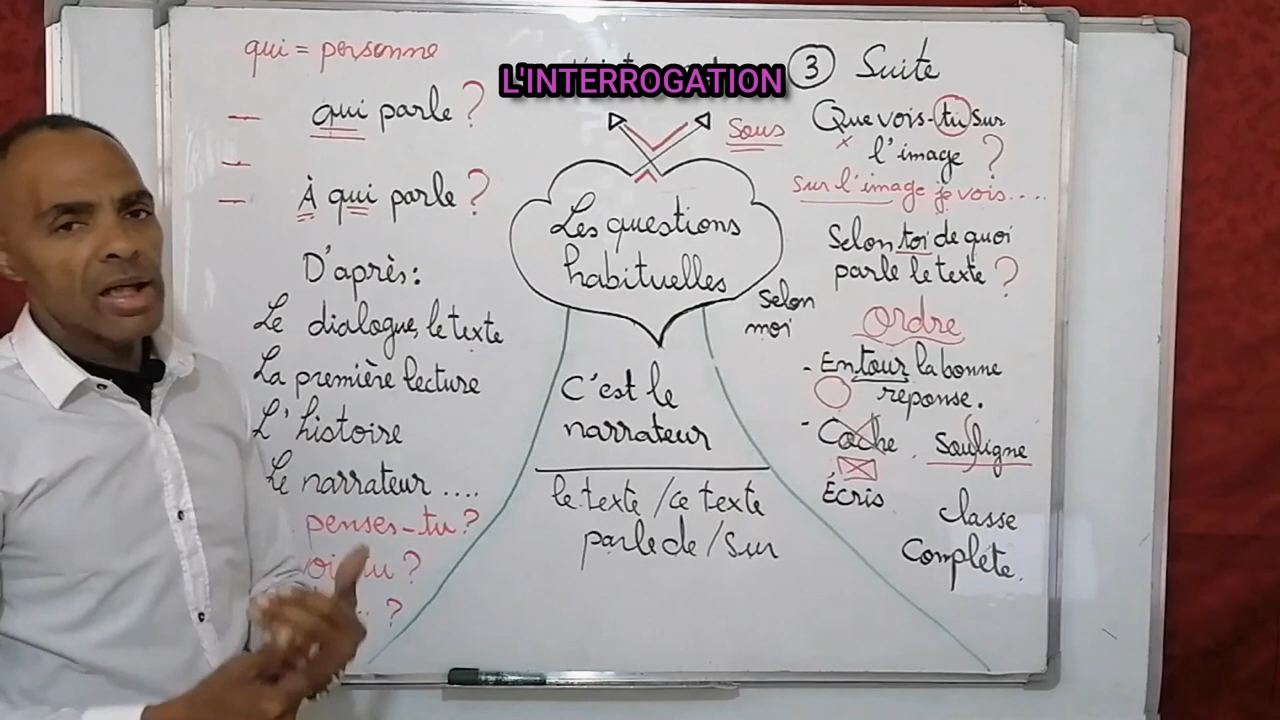 qui = personne
qui parle ?
À qui parle ?
D'après:
Le dialogue, le texte
La première lecture
L'histoire
Le narrateur ....
penses-tu ?
?
L'INTERROGATION
Sous
Les questions
habituelles
selon
moi
C'est le
narrateur
le texte / ce texte
parle de / sur
3 Suite
Que vois-tu sur
x l'image ?
Sur l'image je vois....
Selon toi de quoi
parle le texte ?
Ordre
- Entour la bonne
reponse.
- Coche . Souligne
Écris
classe
Complète.